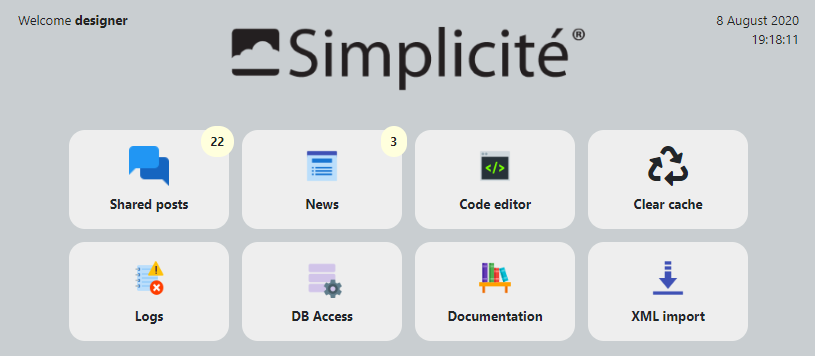 Welcome designer
8 August 2020
19:18:11
Simplicité®
22
3
Shared posts
News
</>
Code editor
Clear cache
Logs
DB Access
Documentation
XML import